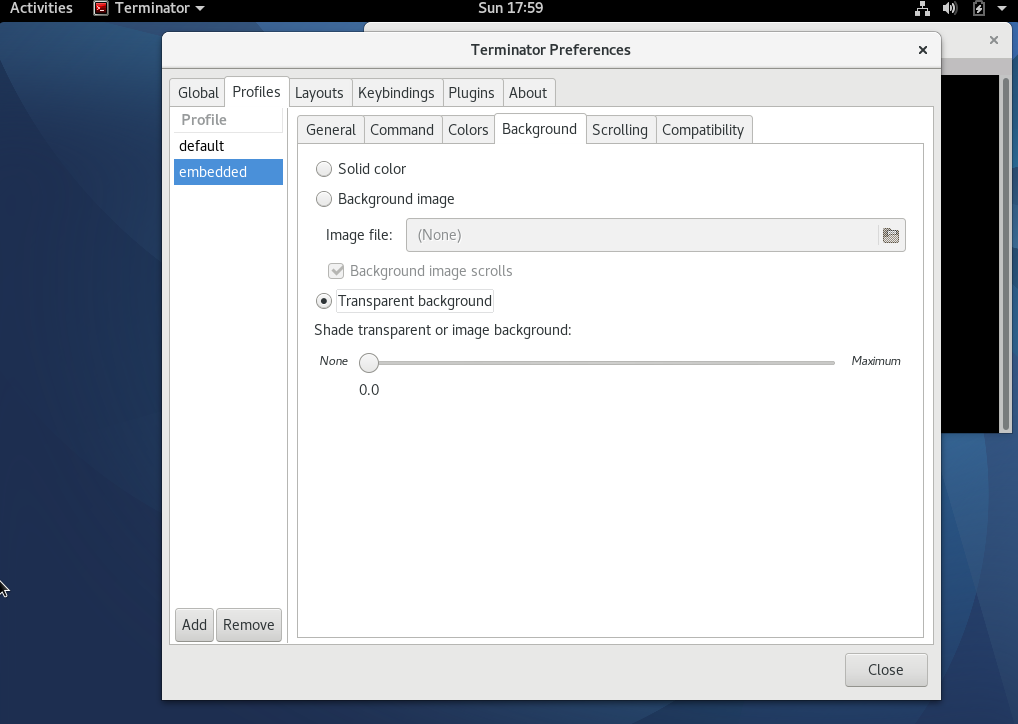 Activities Terminator Sun 17:59
Terminator Preferences
Global Profiles Layouts Keybindings Plugins About
Profile
default
embedded
General Command Colors Background Scrolling Compatibility
Solid color
Background image
Image file: (None)
Background image scrolls
Transparent background
Shade transparent or image background:
None Maximum
0.0
Add Remove
Close